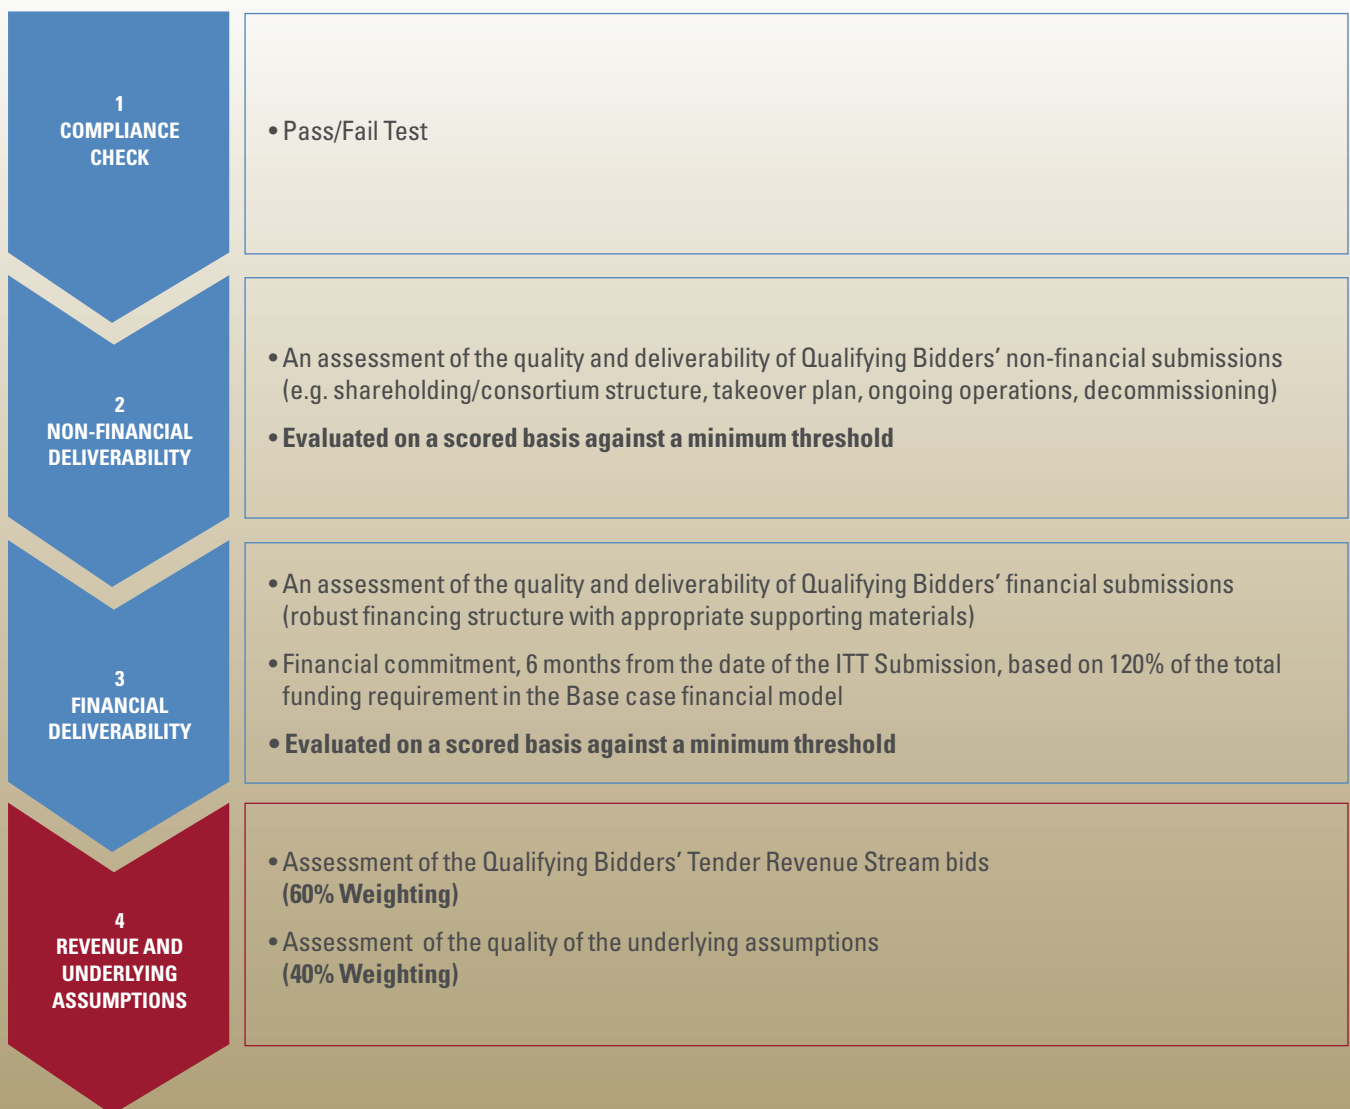 1
COMPLIANCE
CHECK
• Pass/Fail Test
2
NON-FINANCIAL
DELIVERABILITY
• An assessment of the quality and deliverability of Qualifying Bidders’ non-financial submissions
(e.g. shareholding/consortium structure, takeover plan, ongoing operations, decommissioning)
• Evaluated on a scored basis against a minimum threshold
3
FINANCIAL
DELIVERABILITY
• An assessment of the quality and deliverability of Qualifying Bidders’ financial submissions
(robust financing structure with appropriate supporting materials)
• Financial commitment, 6 months from the date of the ITT Submission, based on 120% of the total
funding requirement in the Base case financial model
• Evaluated on a scored basis against a minimum threshold
4
REVENUE AND
UNDERLYING
ASSUMPTIONS
• Assessment of the Qualifying Bidders’ Tender Revenue Stream bids
(60% Weighting)
• Assessment of the quality of the underlying assumptions
(40% Weighting)